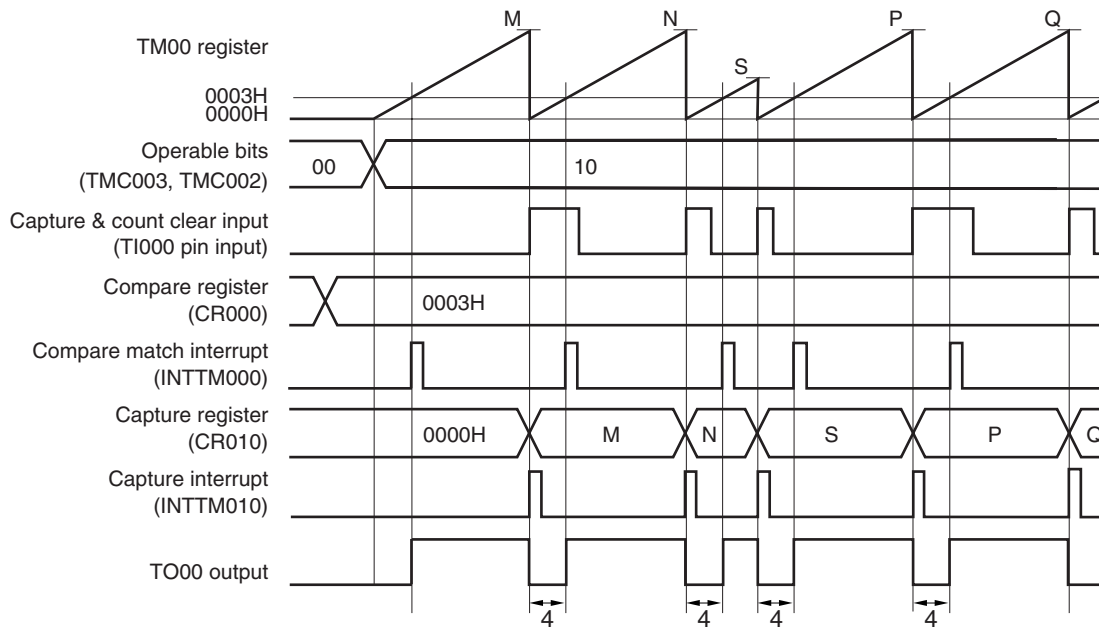 M N P Q
TM00 register
S
0003H
0000H
Operable bits
(TMC003, TMC002)
00 10
Capture & count clear input
(TI000 pin input)
Compare register
(CR000)
0003H
Compare match interrupt
(INTTM000)
Capture register
(CR010)
0000H M N S P Q
Capture interrupt
(INTTM010)
TO00 output
4 4 4 4